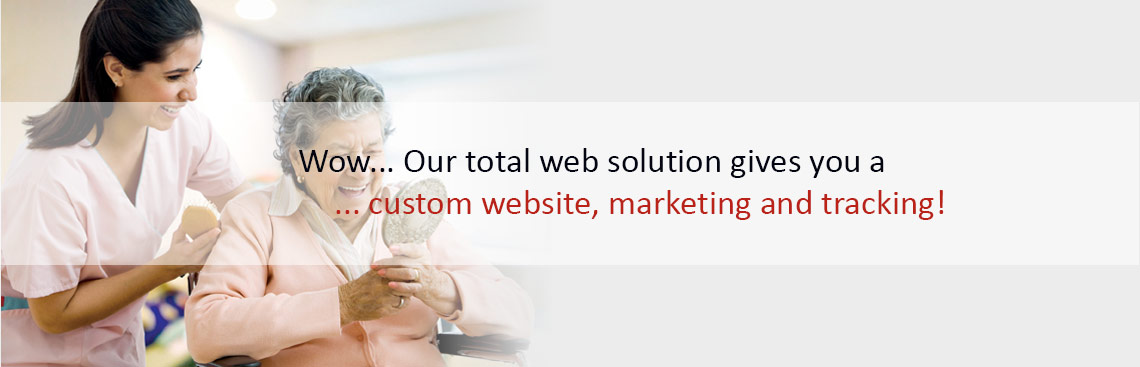 Wow... Our total web solution gives you a
... custom website, marketing and tracking!